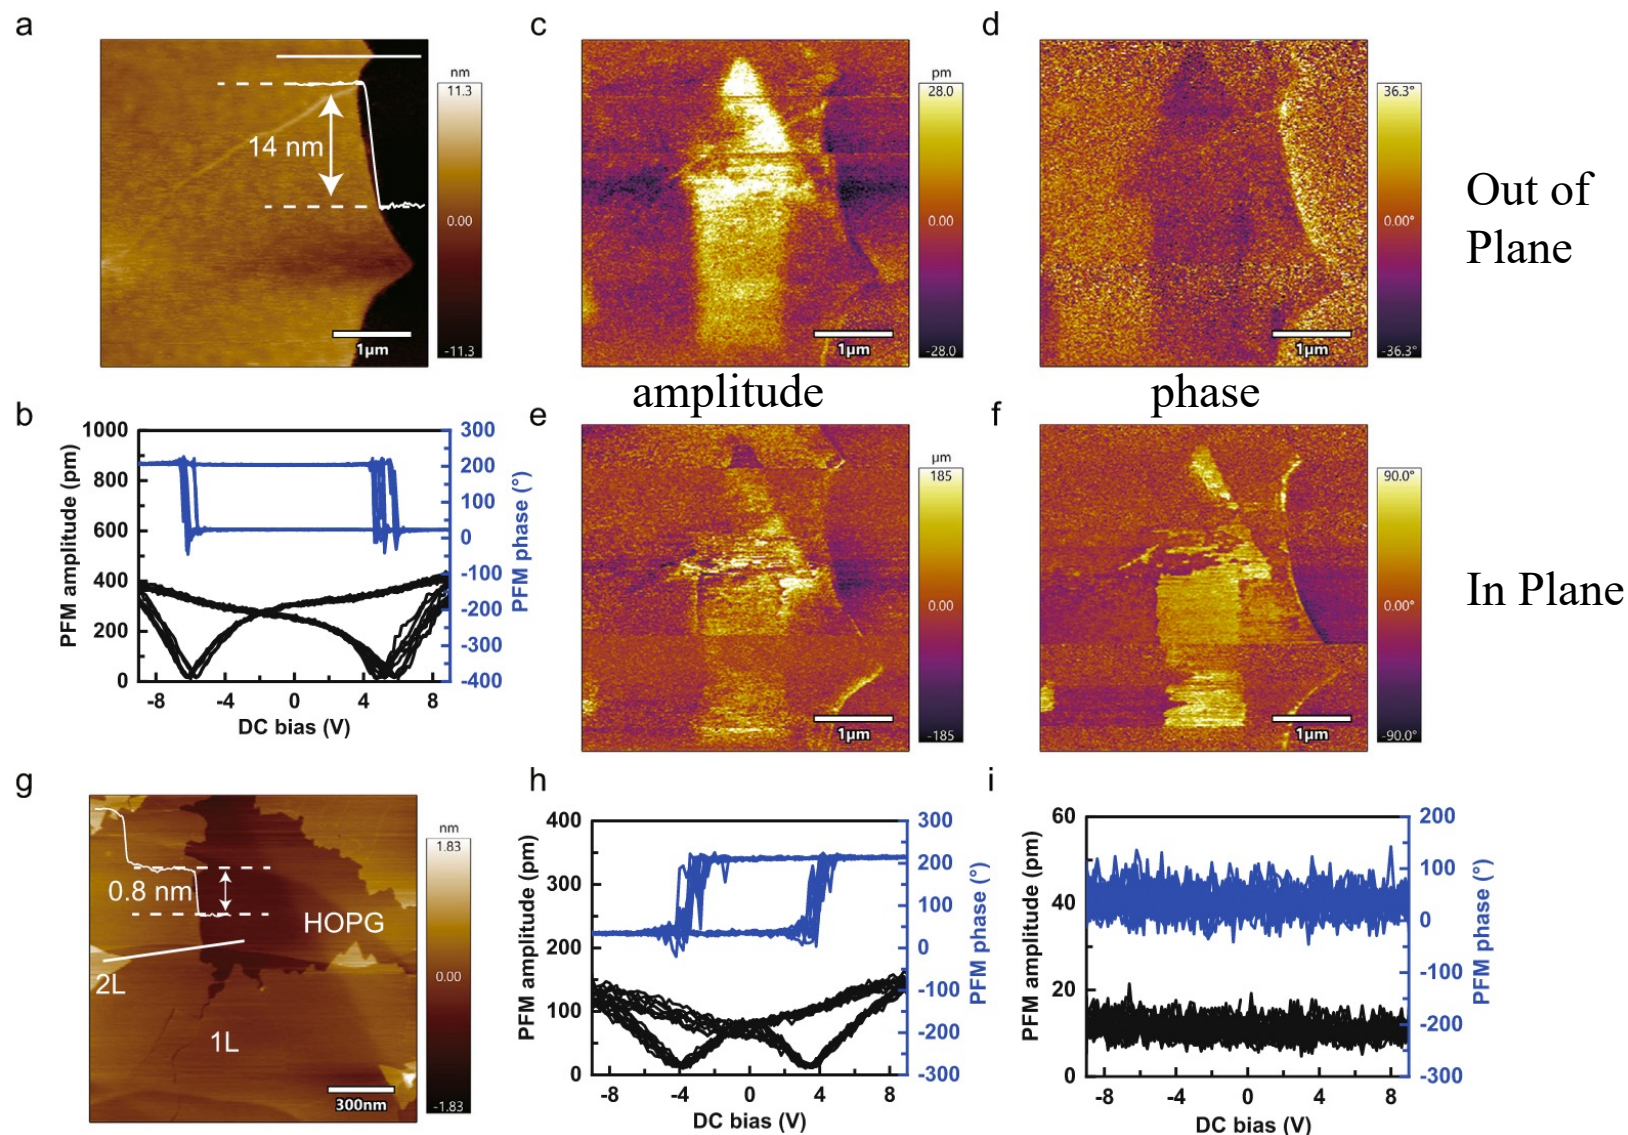 a
nm
11.3
14 nm
0.00
1µm
-11.3
c
pm
28.0
0.00
1µm
-28.0
d
36.3°
0.00°
1µm
-36.3°
Out of
Plane
amplitude
phase
b
1000
800
600
400
200
0
PFM amplitude (pm)
300
200
100
0
-100
-200
-300
-400
PFM phase (°)
-8 -4 0 4 8
DC bias (V)
e
µm
185
0.00
1µm
-185
f
90.0°
0.00°
1µm
-90.0°
In Plane
g
nm
1.83
0.8 nm
HOPG
0.00
2L
1L
300nm
-1.83
h
400
300
200
100
0
PFM amplitude (pm)
300
200
100
0
-100
-200
-300
PFM phase (°)
-8 -4 0 4 8
DC bias (V)
i
60
40
20
0
PFM amplitude (pm)
200
100
0
-100
-200
-300
PFM phase (°)
-8 -4 0 4 8
DC bias (V)